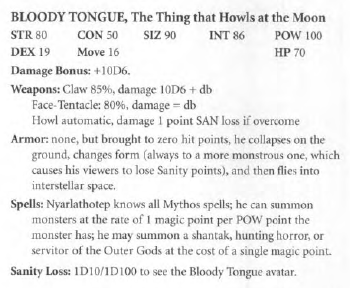 BLOODY TONGUE, The Thing that Howls at the Moon
STR 80 CON 50 SIZ 90 INT 86 POW 100
DEX 19 Move 16 HP 70
Damage Bonus: +10D6.
Weapons: Claw 85%, damage 10D6 + db
Face-Tentacle: 80%, damage = db
Howl automatic, damage 1 point SAN loss if overcome
Armor: none, but brought to zero hit points, he collapses on the
ground, changes form (always to a more monstrous one, which
causes his viewers to lose Sanity points), and then flies into
interstellar space.
Spells: Nyarlathotep knows all Mythos spells; he can summon
monsters at the rate of 1 magic point per POW point the
monster has; he may summon a shantak, hunting horror, or
servitor of the Outer Gods at the cost of a single magic point.
Sanity Loss: 1D10/1D100 to see the Bloody Tongue avatar.